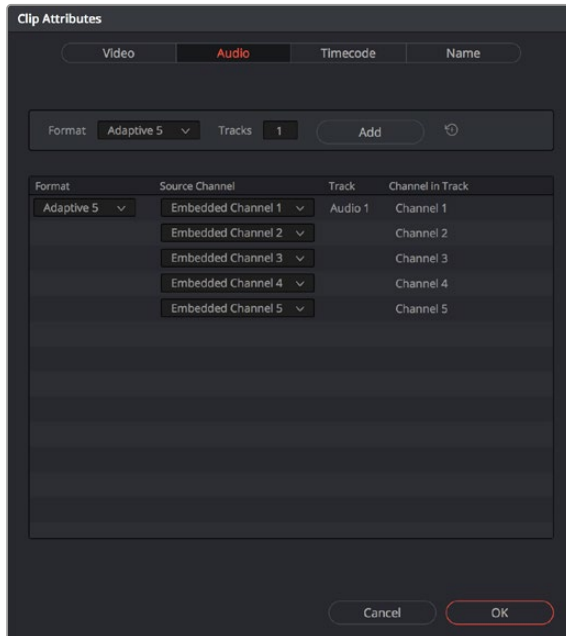 Clip Attributes
Video Audio Timecode Name
Format Adaptive 5 Tracks 1 Add
Format Source Channel Track Channel in Track
Adaptive 5 Embedded Channel 1 Audio 1 Channel 1
Embedded Channel 2 Channel 2
Embedded Channel 3 Channel 3
Embedded Channel 4 Channel 4
Embedded Channel 5 Channel 5
Cancel OK